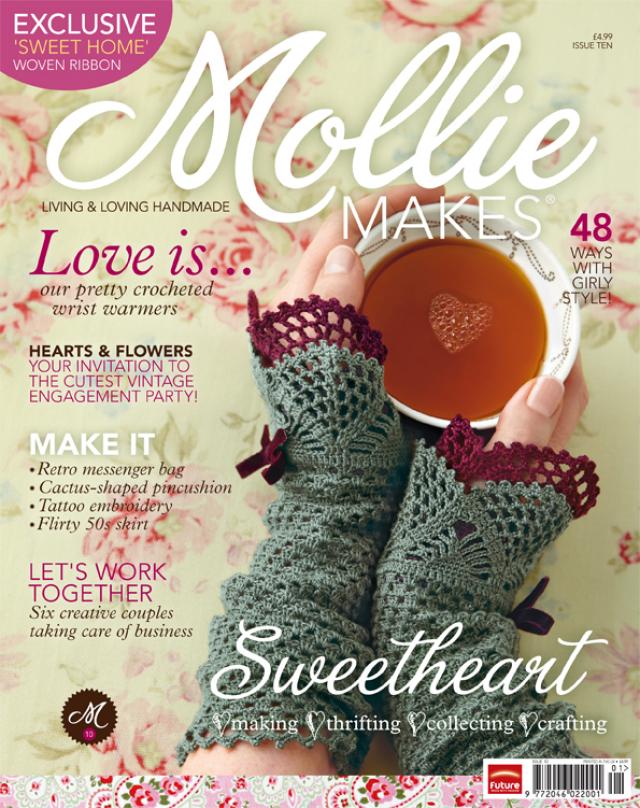 EXCLUSIVE
'SWEET HOME'
WOVEN RIBBON
£4.99
ISSUE TEN
Mollie
MAKES®
LIVING & LOVING HANDMADE
Love is...
our pretty crocheted
wrist warmers
48
WAYS
WITH
GIRLY
STYLE!
HEARTS & FLOWERS
YOUR INVITATION TO
THE CUTEST VINTAGE
ENGAGEMENT PARTY!
MAKE IT
• Retro messenger bag
• Cactus-shaped pincushion
• Tattoo embroidery
• Flirty 50s skirt
LET'S WORK
TOGETHER
Six creative couples
taking care of business
Sweetheart
making thrifting collecting crafting
M
10
Future
01>
9 772046 022001